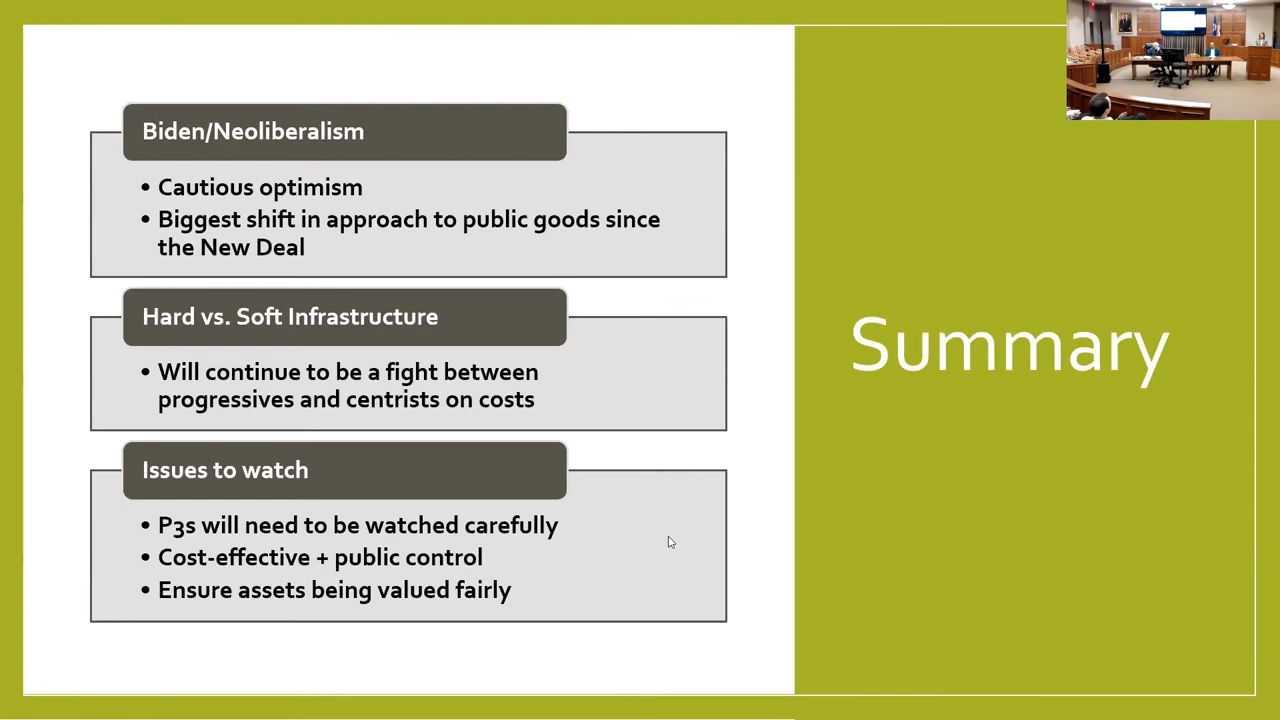 Biden/Neoliberalism
• Cautious optimism
• Biggest shift in approach to public goods since
the New Deal
Hard vs. Soft Infrastructure
• Will continue to be a fight between
progressives and centrists on costs
Issues to watch
• P3s will need to be watched carefully
• Cost-effective + public control
• Ensure assets being valued fairly
Summary